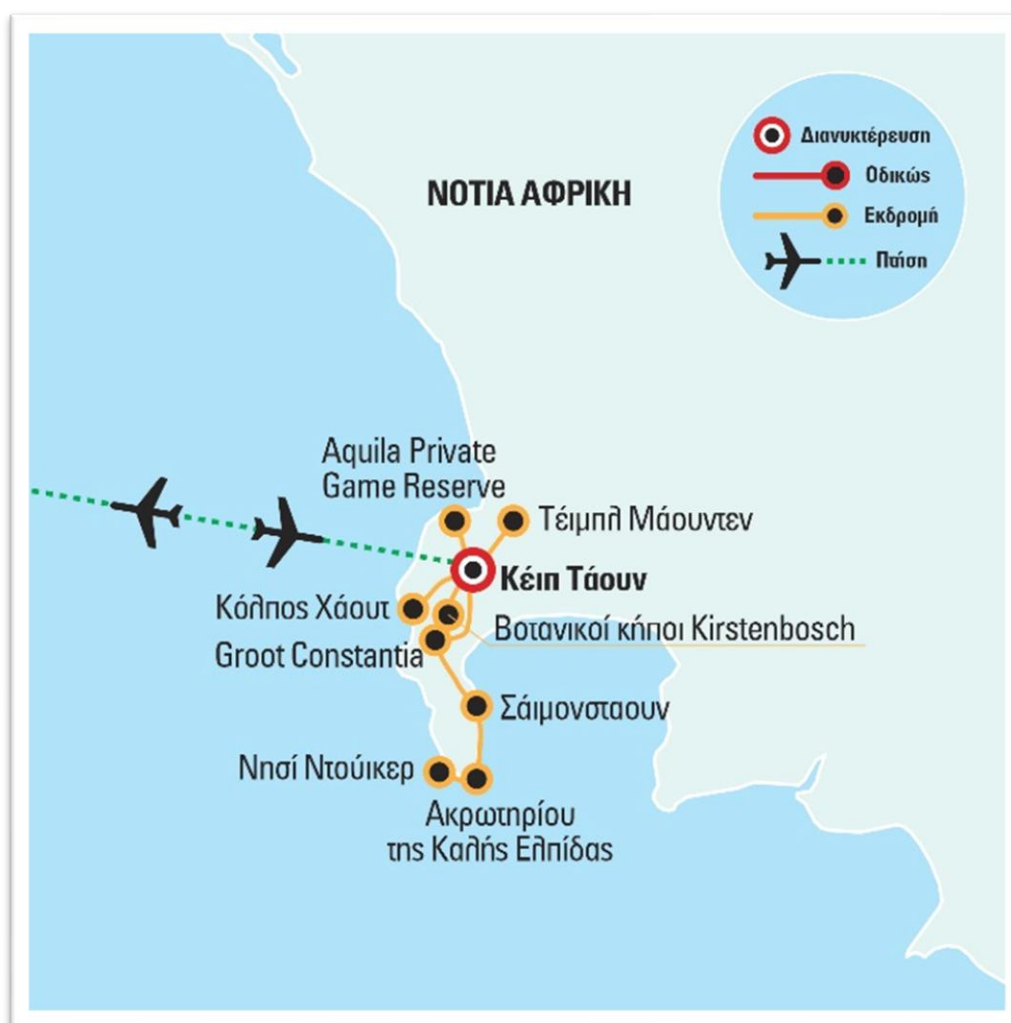 ΝΟΤΙΑ ΑΦΡΙΚΗ
Διανυκτέρευση
Οδικώς
Εκδρομή
Πτήση
Aquila Private
Game Reserve
Τέιμπλ Μάουντεν
Κέιπ Τάουν
Κόλπος Χάουτ
Βοτανικοί κήποι Kirstenbosch
Groot Constantia
Σάιμονσταουν
Νησί Ντούικερ
Ακρωτηρίου
της Καλής Ελπίδας